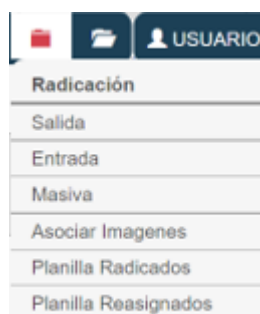 USUARIO
Radicación
Salida
Entrada
Masiva
Asociar Imagenes
Planilla Radicados
Planilla Reasignados